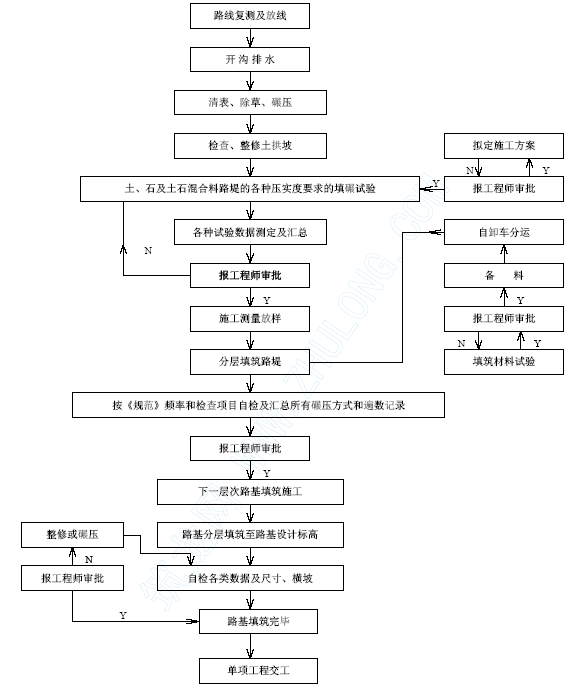 路线复测及放线
开 沟 排 水
清表、除草、碾压
检查、整修土拱坡
拟定施工方案
N
Y
土、石及土石混合料路堤的各种压实度要求的填碾试验
Y
报工程师审批
各种试验数据测定及汇总
自卸车分运
N
报工程师审批
备 料
Y
Y
施工测量放样
报工程师审批
N
Y
分层填筑路堤
填筑材料试验
按《规范》频率和检查项目自检及汇总所有碾压方式和遍数记录
报工程师审批
Y
下一层次路基填筑施工
整修或碾压
路基分层填筑至路基设计标高
N
报工程师审批
自检各类数据及尺寸、横坡
Y
路基填筑完毕
单项工程交工